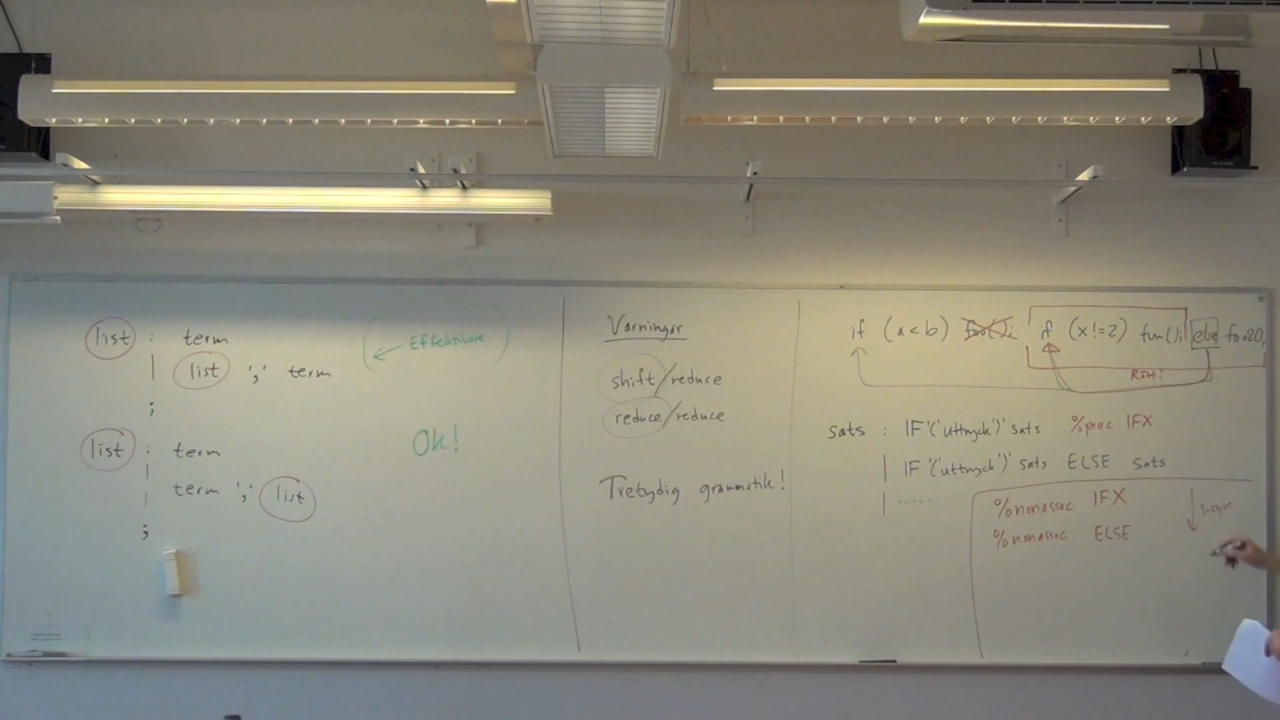 list : term
| list ';' term
;
Effektivare
list : term
| term ';' list
;
Ok!
Varningar
shift/reduce
reduce/reduce
Tvetydig grammatik!
if (a<b) foo(); if (x!=2) fun(); else
Rätt!
sats : IF '(' uttryck ')' sats %prec IFX
| IF '(' uttryck ')' sats ELSE sats
| .....
%nonassoc IFX
%nonassoc ELSE